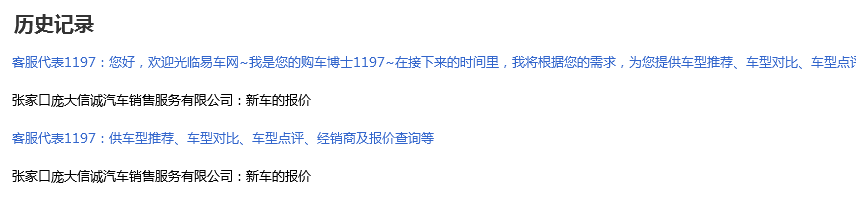 历史记录
客服代表1197：您好，欢迎光临易车网~我是您的购车博士1197~在接下来的时间里，我将根据您的需求，为您提供车型推荐、车型对比、车型点评
张家口庞大信诚汽车销售服务有限公司：新车的报价
客服代表1197：供车型推荐、车型对比、车型点评、经销商及报价查询等
张家口庞大信诚汽车销售服务有限公司：新车的报价